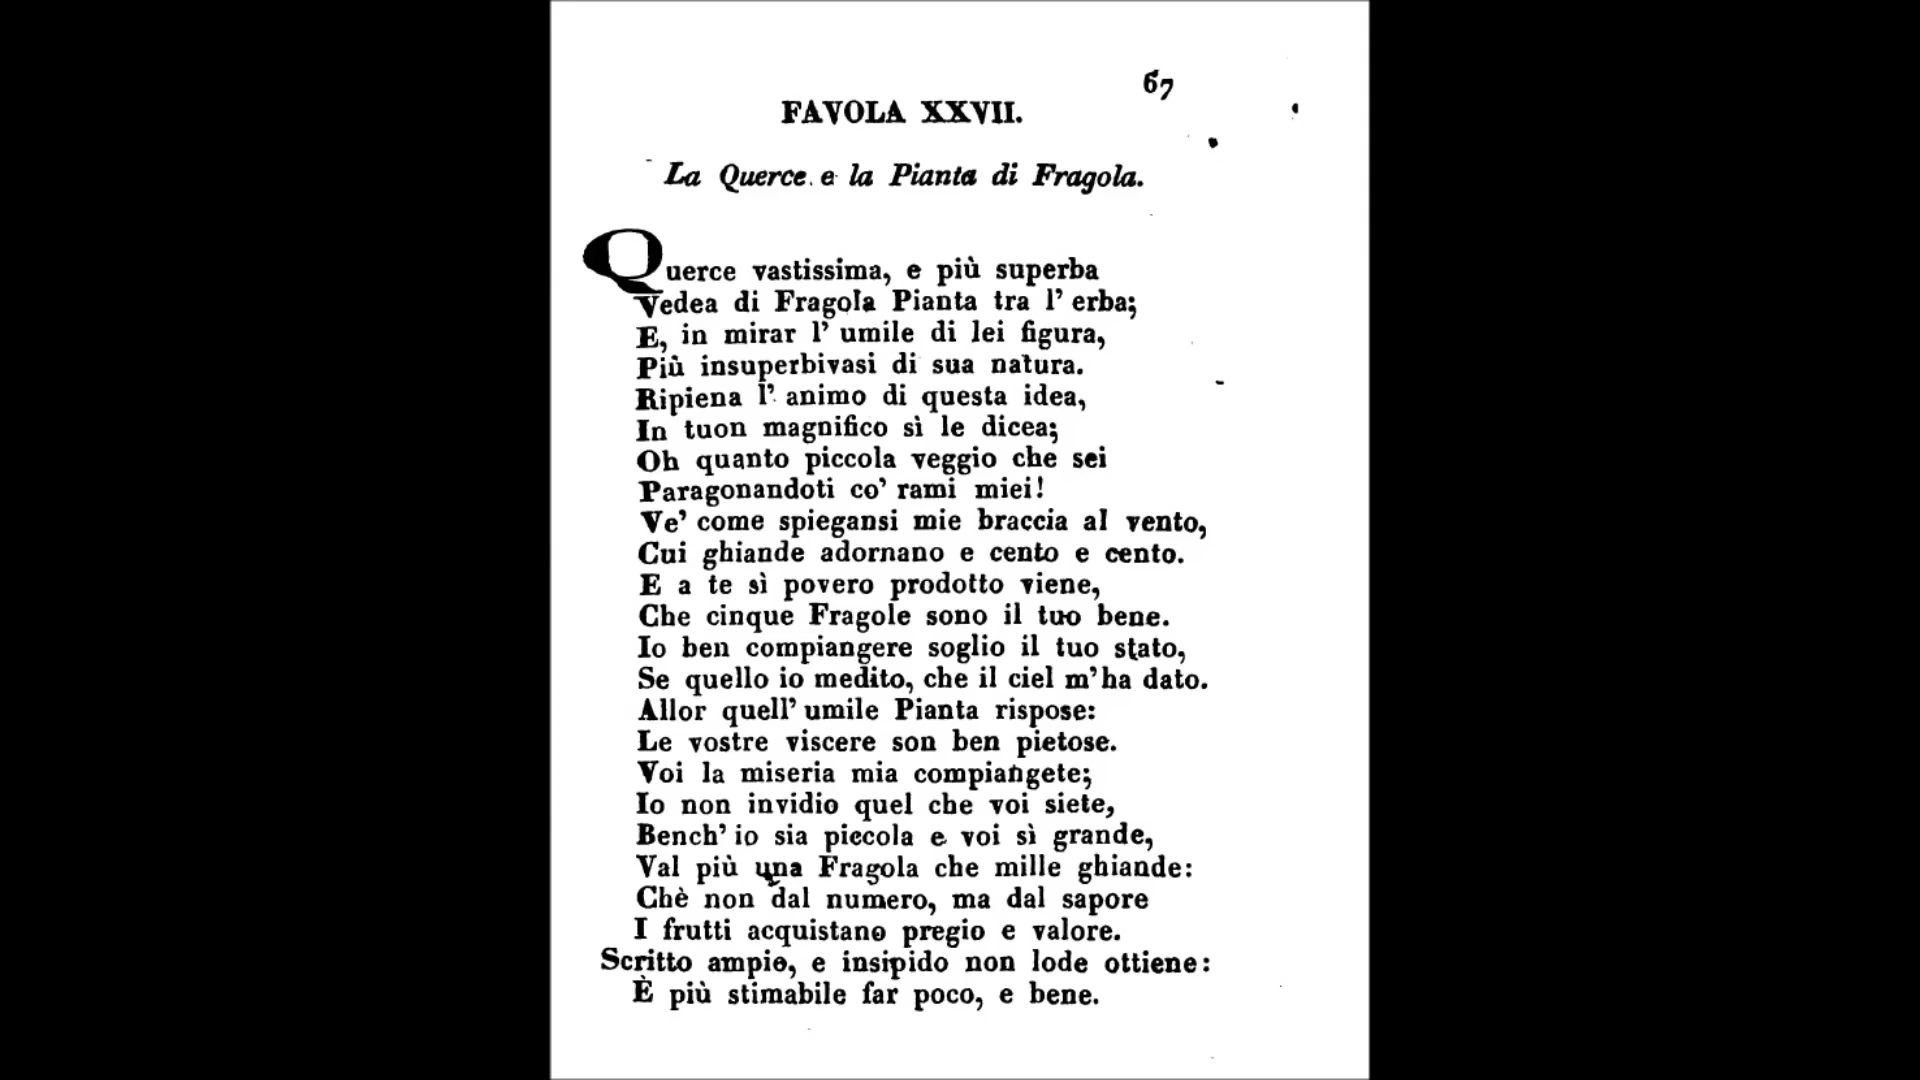 67
FAVOLA XXVII.
La Querce e la Pianta di Fragola.
Querce vastissima, e più superba
Vedea di Fragola Pianta tra l' erba;
E, in mirar l' umile di lei figura,
Più insuperbivasi di sua natura.
Ripiena l' animo di questa idea,
In tuon magnifico sì le dicea;
Oh quanto piccola veggio che sei
Paragonandoti co' rami miei!
Ve' come spiegansi mie braccia al vento,
Cui ghiande adornano e cento e cento.
E a te sì povero prodotto viene,
Che cinque Fragole sono il tuo bene.
Io ben compiangere soglio il tuo stato,
Se quello io medito, che il ciel m'ha dato.
Allor quell' umile Pianta rispose:
Le vostre viscere son ben pietose.
Voi la miseria mia compiangete;
Io non invidio quel che voi siete,
Bench' io sia piccola e voi sì grande,
Val più una Fragola che mille ghiande:
Chè non dal numero, ma dal sapore
I frutti acquistano pregio e valore.
Scritto ampio, e insipido non lode ottiene:
È più stimabile far poco, e bene.